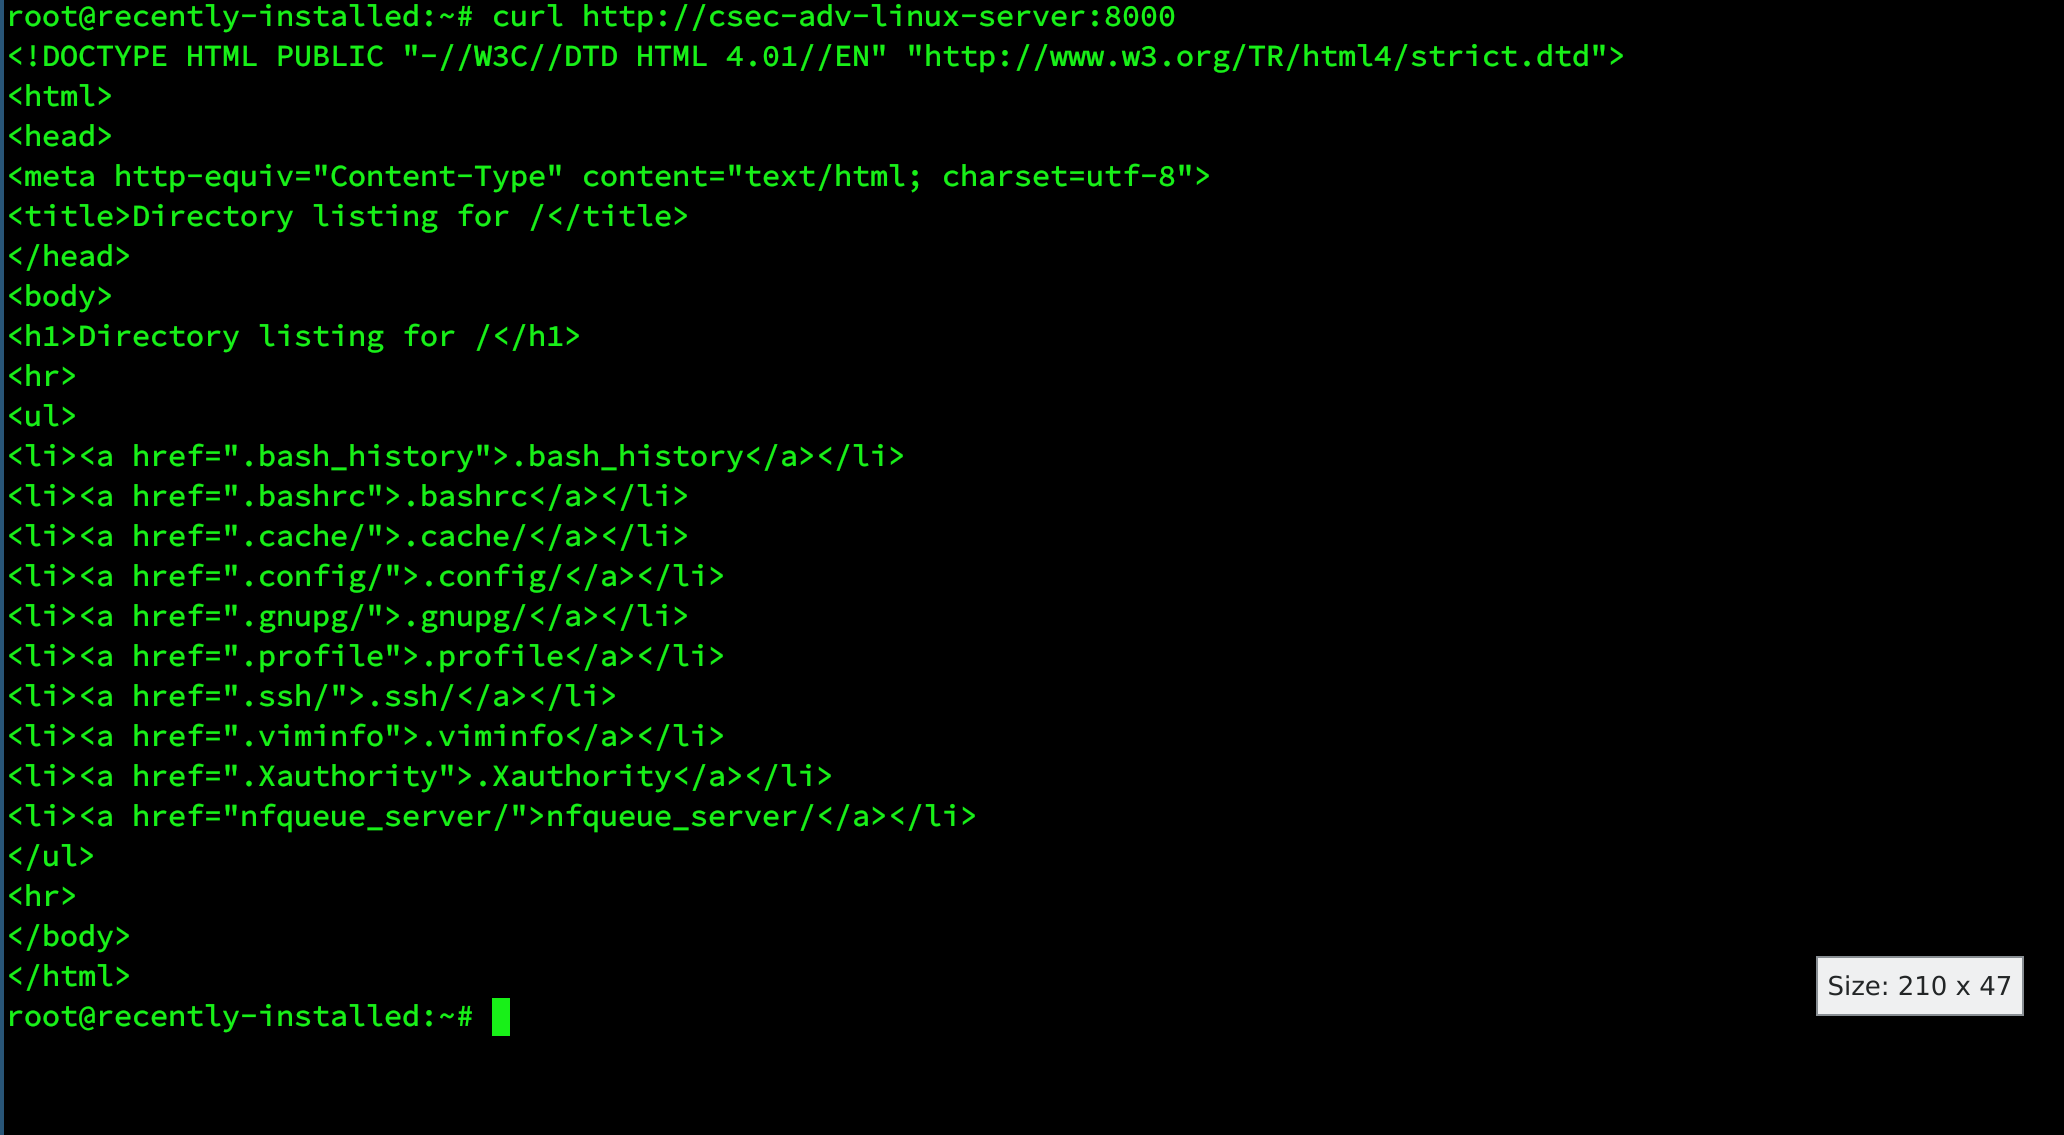 root@recently-installed:~# curl http://csec-adv-linux-server:8000
<!DOCTYPE HTML PUBLIC "-//W3C//DTD HTML 4.01//EN" "http://www.w3.org/TR/html4/strict.dtd">
<html>
<head>
<meta http-equiv="Content-Type" content="text/html; charset=utf-8">
<title>Directory listing for /</title>
</head>
<body>
<h1>Directory listing for /</h1>
<hr>
<ul>
<li><a href=".bash_history">.bash_history</a></li>
<li><a href=".bashrc">.bashrc</a></li>
<li><a href=".cache/">.cache/</a></li>
<li><a href=".config/">.config/</a></li>
<li><a href=".gnupg/">.gnupg/</a></li>
<li><a href=".profile">.profile</a></li>
<li><a href=".ssh/">.ssh/</a></li>
<li><a href=".viminfo">.viminfo</a></li>
<li><a href=".Xauthority">.Xauthority</a></li>
<li><a href="nfqueue_server/">nfqueue_server/</a></li>
</ul>
<hr>
</body>
</html>
Size: 210 x 47
root@recently-installed:~#